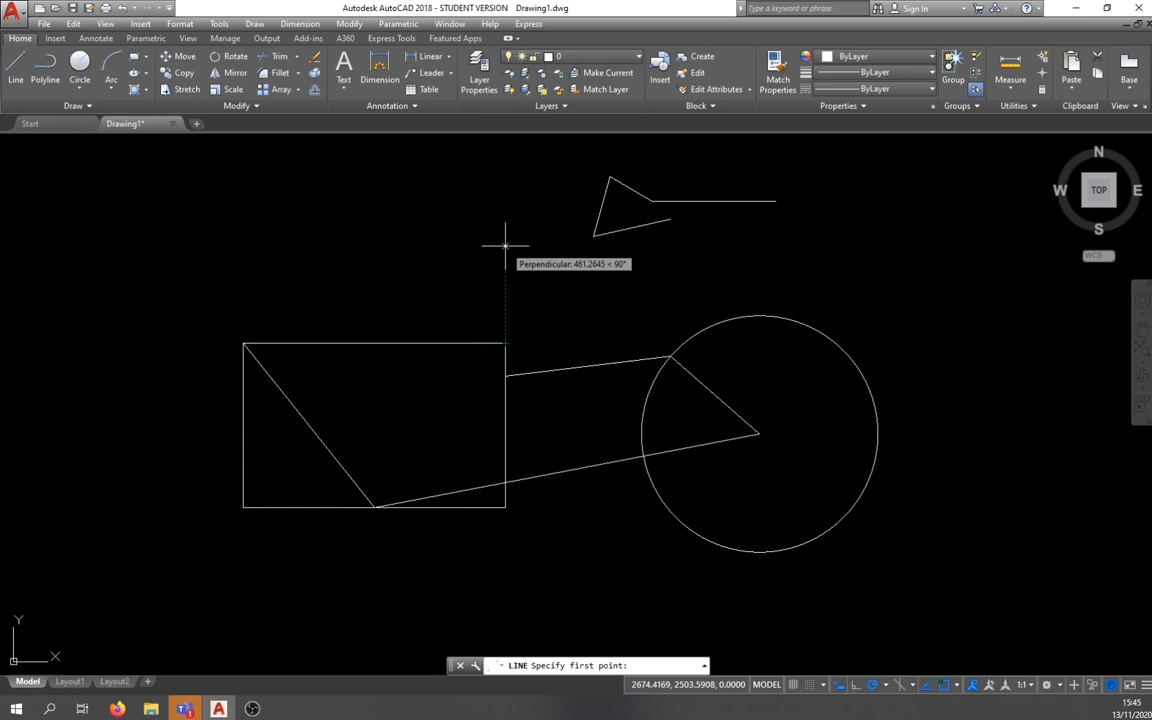 Autodesk AutoCAD 2018 - STUDENT VERSION Drawing1.dwg
Type a keyword or phrase
Sign In
File Edit View Insert Format Tools Draw Dimension Modify Parametric Window Help Express
Home Insert Annotate Parametric View Manage Output Add-ins A360 Express Tools Featured Apps
Line Polyline Circle Arc
Move Rotate Trim
Copy Mirror Fillet
Stretch Scale Array
Text Dimension
Linear
Leader
Table
Layer Properties
0
Make Current
Match Layer
Insert
Create
Edit
Edit Attributes
Match Properties
ByLayer
ByLayer
ByLayer
Group
Measure
Paste
Base
Draw Modify Annotation Layers Block Properties Groups Utilities Clipboard View
Start Drawing1*
N
W TOP E
S
WCS
Perpendicular: 461.2645 < 90°
Y
X
LINE Specify first point:
Model Layout1 Layout2 +
2674.4169, 2503.5908, 0.0000 MODEL 1:1
15:45
13/11/2020